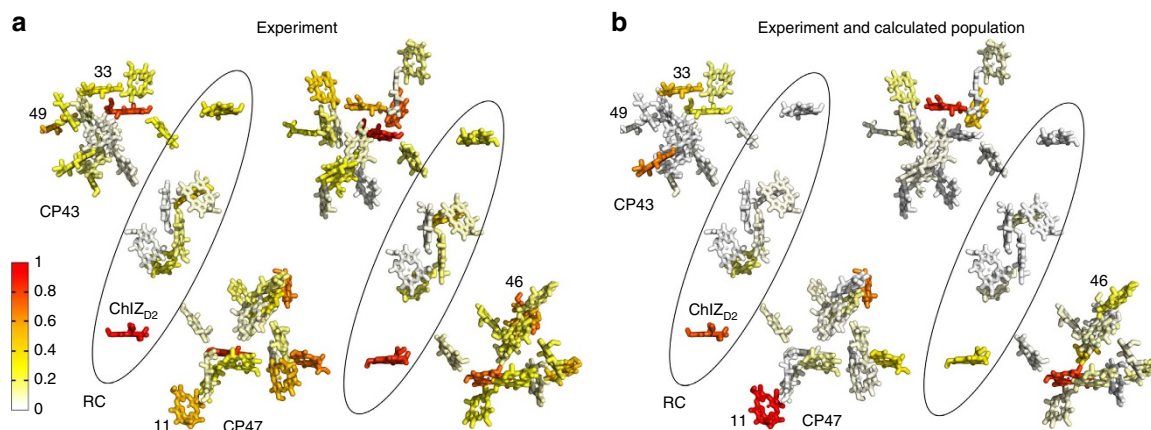 a
Experiment
33
49
CP43
1
0.8
0.6
0.4
0.2
0
ChlZD2
RC
11
CP47
46
b
Experiment and calculated population
33
49
CP43
ChlZD2
RC
11
CP47
46